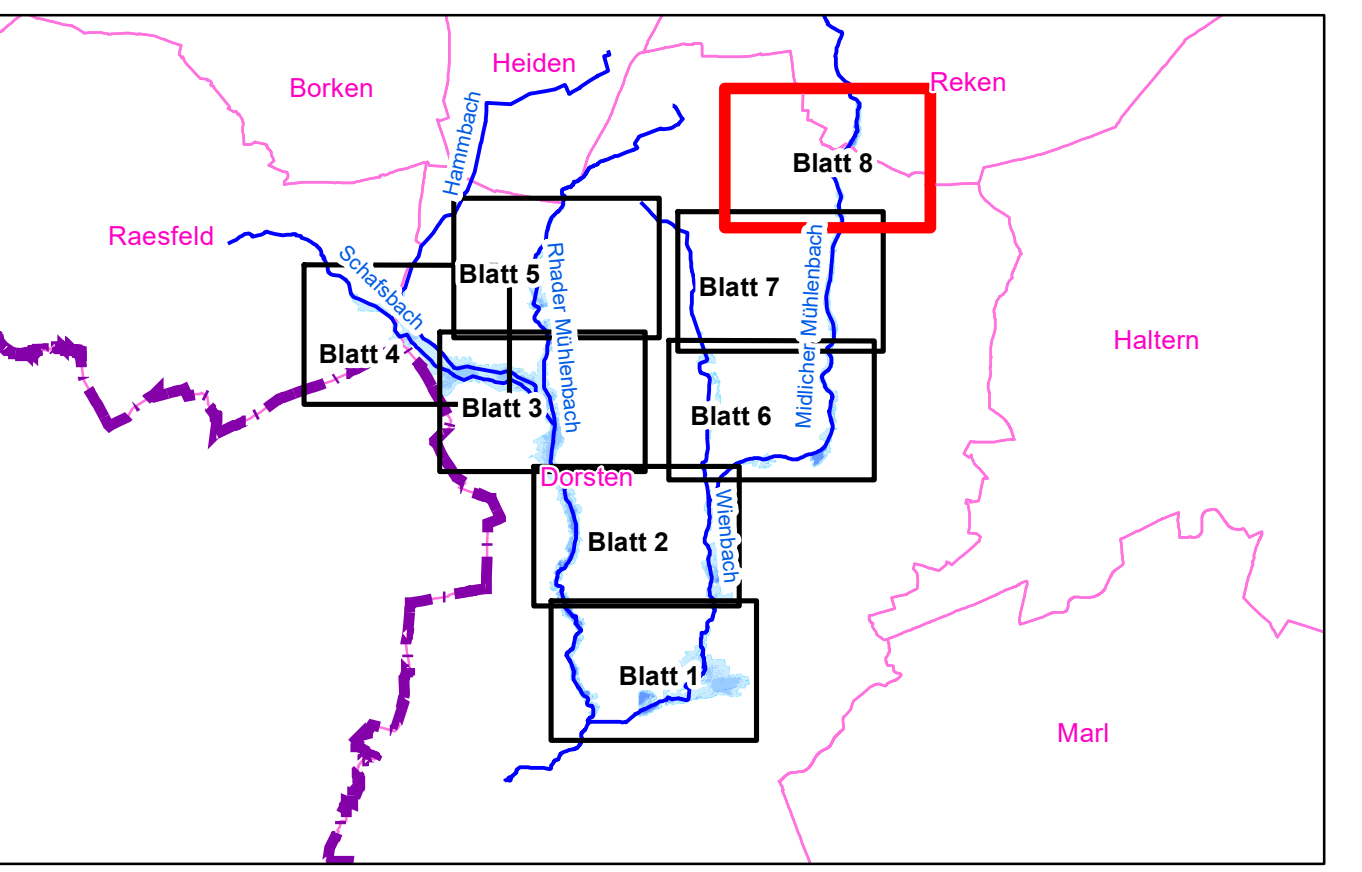 Heiden
Borken
Reken
Hammbach
Blatt 8
Raesfeld
Schafsbach
Blatt 5
Rhader Mühlenbach
Blatt 7
Midlicher Mühlenbach
Haltern
Blatt 4
Blatt 3
Blatt 6
Dorsten
Wienbach
Blatt 2
Blatt 1
Marl